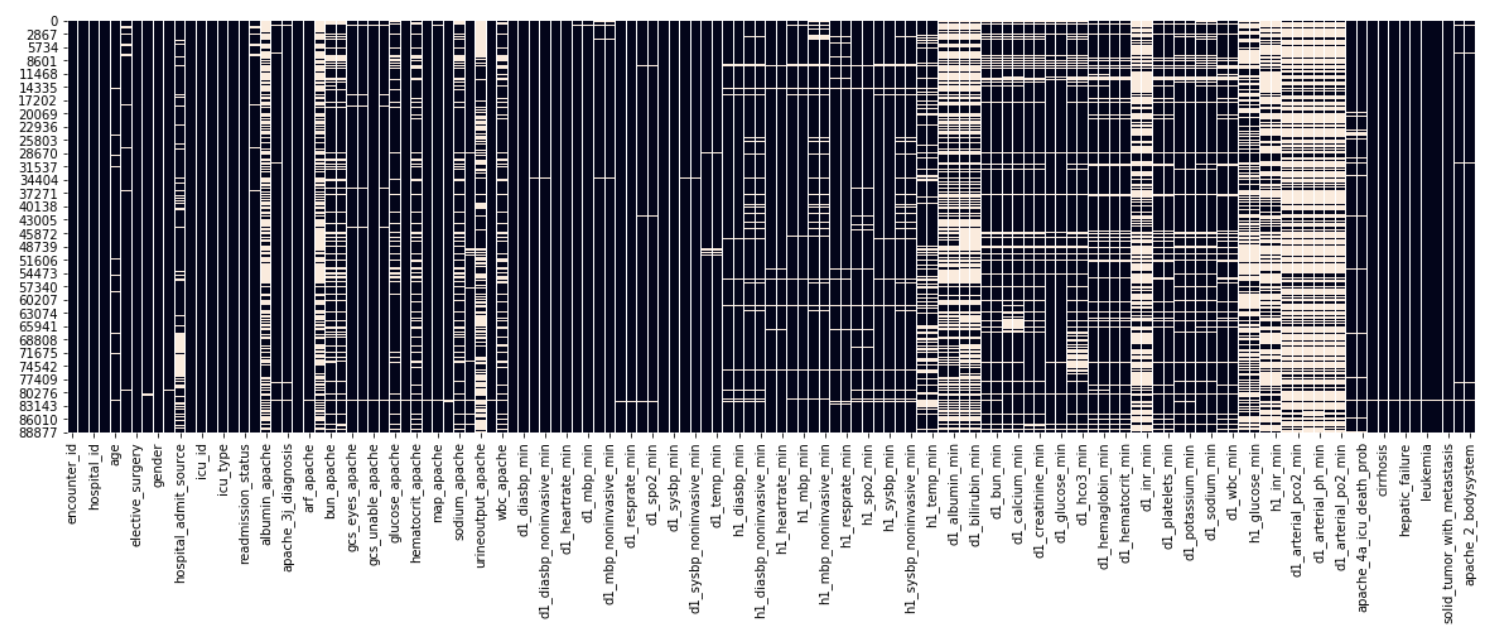 0
2867
5734
8601
11468
14335
17202
20069
22936
25803
28670
31537
34404
37271
40138
43005
45872
48739
51606
54473
57340
60207
63074
65941
68808
71675
74542
77409
80276
83143
86010
88877
encounter_id
hospital_id
age
elective_surgery
gender
hospital_admit_source
icu_id
icu_type
readmission_status
albumin_apache
apache_3j_diagnosis
arf_apache
bun_apache
gcs_eyes_apache
gcs_unable_apache
glucose_apache
hematocrit_apache
map_apache
sodium_apache
urineoutput_apache
wbc_apache
d1_diasbp_min
d1_diasbp_noninvasive_min
d1_heartrate_min
d1_mbp_min
d1_mbp_noninvasive_min
d1_resprate_min
d1_spo2_min
d1_sysbp_min
d1_sysbp_noninvasive_min
d1_temp_min
h1_diasbp_min
h1_diasbp_noninvasive_min
h1_heartrate_min
h1_mbp_min
h1_mbp_noninvasive_min
h1_resprate_min
h1_spo2_min
h1_sysbp_min
h1_sysbp_noninvasive_min
h1_temp_min
d1_albumin_min
d1_bilirubin_min
d1_bun_min
d1_calcium_min
d1_creatinine_min
d1_glucose_min
d1_hco3_min
d1_hemaglobin_min
d1_hematocrit_min
d1_inr_min
d1_platelets_min
d1_potassium_min
d1_sodium_min
d1_wbc_min
h1_glucose_min
h1_inr_min
d1_arterial_pco2_min
d1_arterial_ph_min
d1_arterial_po2_min
apache_4a_icu_death_prob
cirrhosis
hepatic_failure
leukemia
solid_tumor_with_metastasis
apache_2_bodysystem